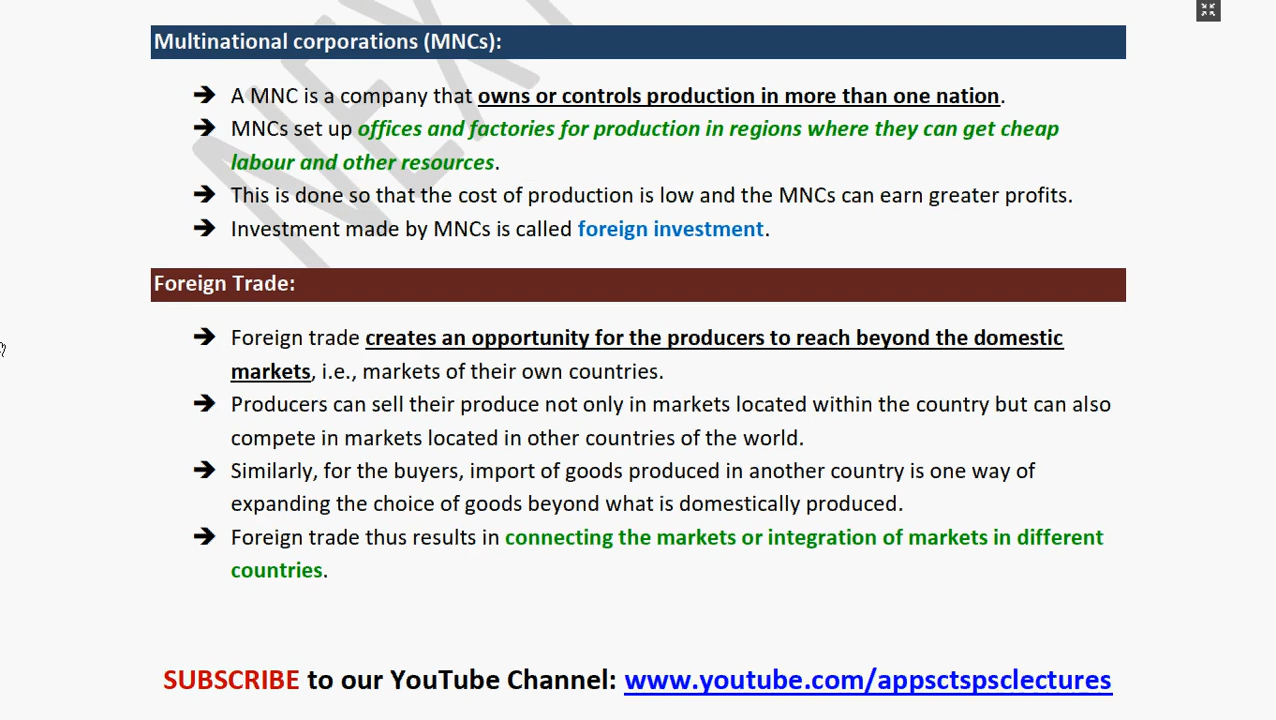 Multinational corporations (MNCs):
→ A MNC is a company that owns or controls production in more than one nation.
→ MNCs set up offices and factories for production in regions where they can get cheap
labour and other resources.
→ This is done so that the cost of production is low and the MNCs can earn greater profits.
→ Investment made by MNCs is called foreign investment.
Foreign Trade:
→ Foreign trade creates an opportunity for the producers to reach beyond the domestic
markets, i.e., markets of their own countries.
→ Producers can sell their produce not only in markets located within the country but can also
compete in markets located in other countries of the world.
→ Similarly, for the buyers, import of goods produced in another country is one way of
expanding the choice of goods beyond what is domestically produced.
→ Foreign trade thus results in connecting the markets or integration of markets in different
countries.
SUBSCRIBE to our YouTube Channel: www.youtube.com/appsctspsclectures